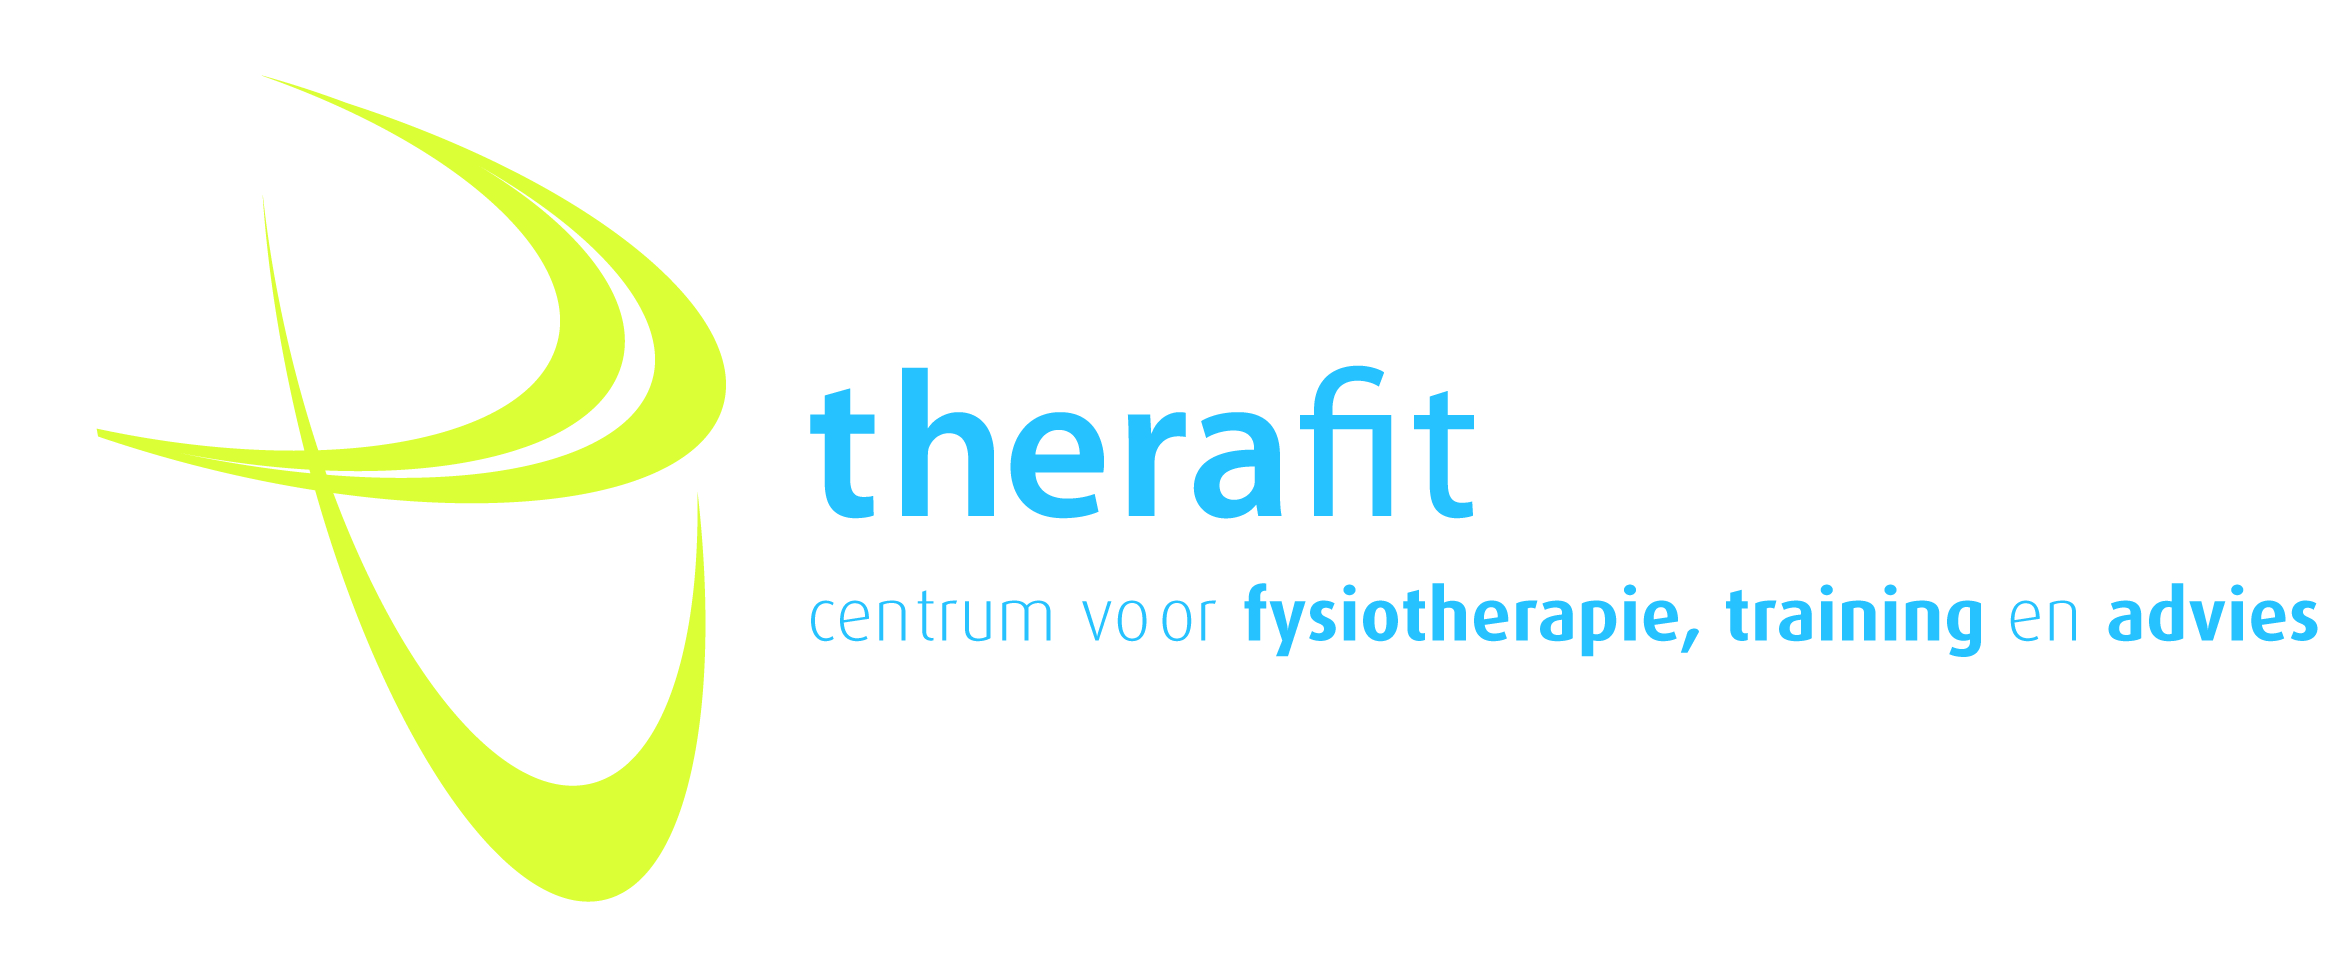 therafit
centrum voor fysiotherapie, training en advies